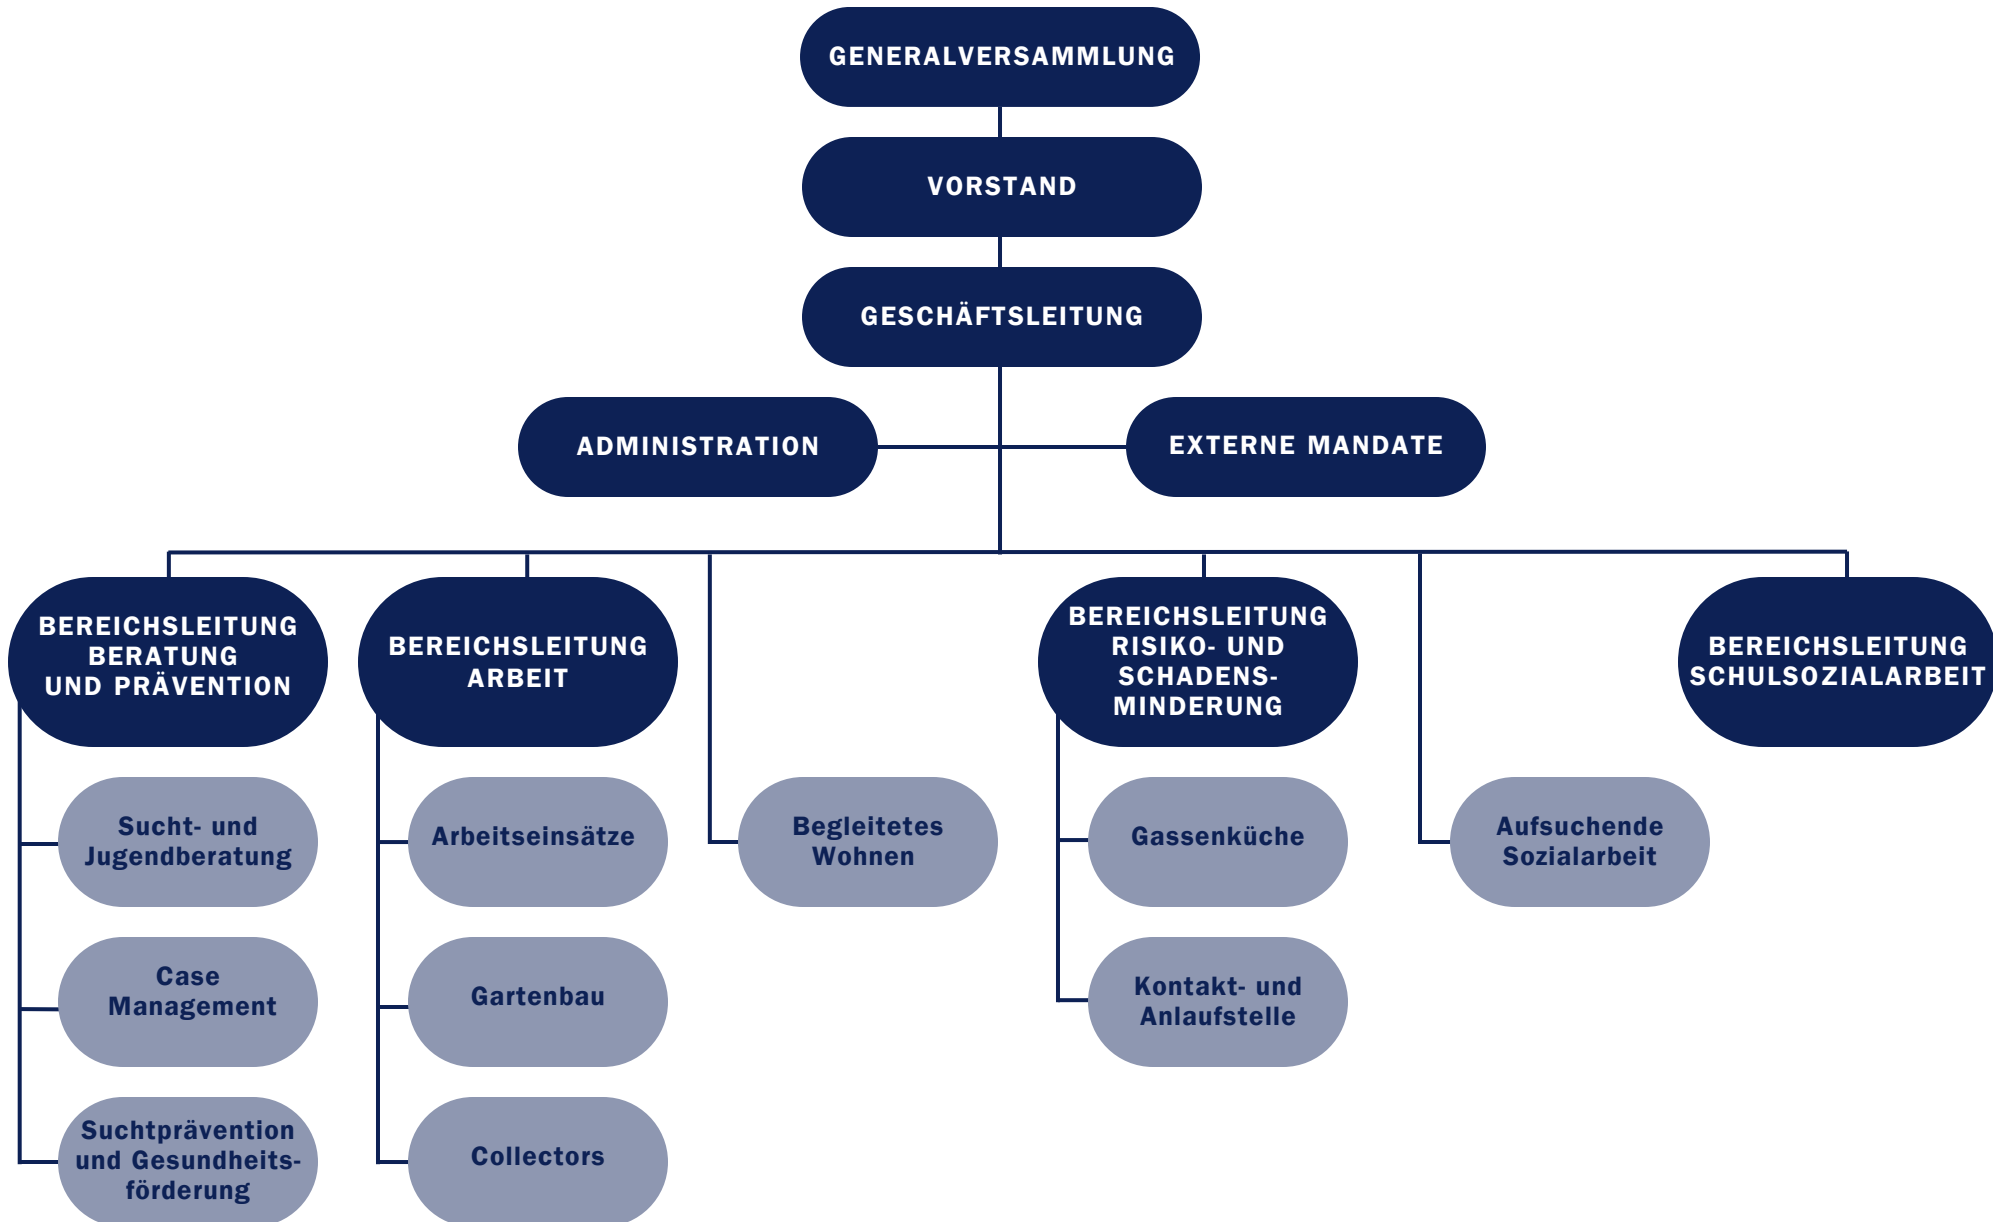 GENERALVERSAMMLUNG
VORSTAND
GESCHÄFTSLEITUNG
ADMINISTRATION
EXTERNE MANDATE
BEREICHSLEITUNG
BERATUNG
UND PRÄVENTION
BEREICHSLEITUNG
ARBEIT
BEREICHSLEITUNG
RISIKO- UND
SCHADENS-
MINDERUNG
BEREICHSLEITUNG
SCHULSOZIALARBEIT
Sucht- und
Jugendberatung
Arbeitseinsätze
Begleitetes
Wohnen
Gassenküche
Aufsuchende
Sozialarbeit
Case
Management
Gartenbau
Kontakt- und
Anlaufstelle
Suchtprävention
und Gesundheits-
förderung
Collectors